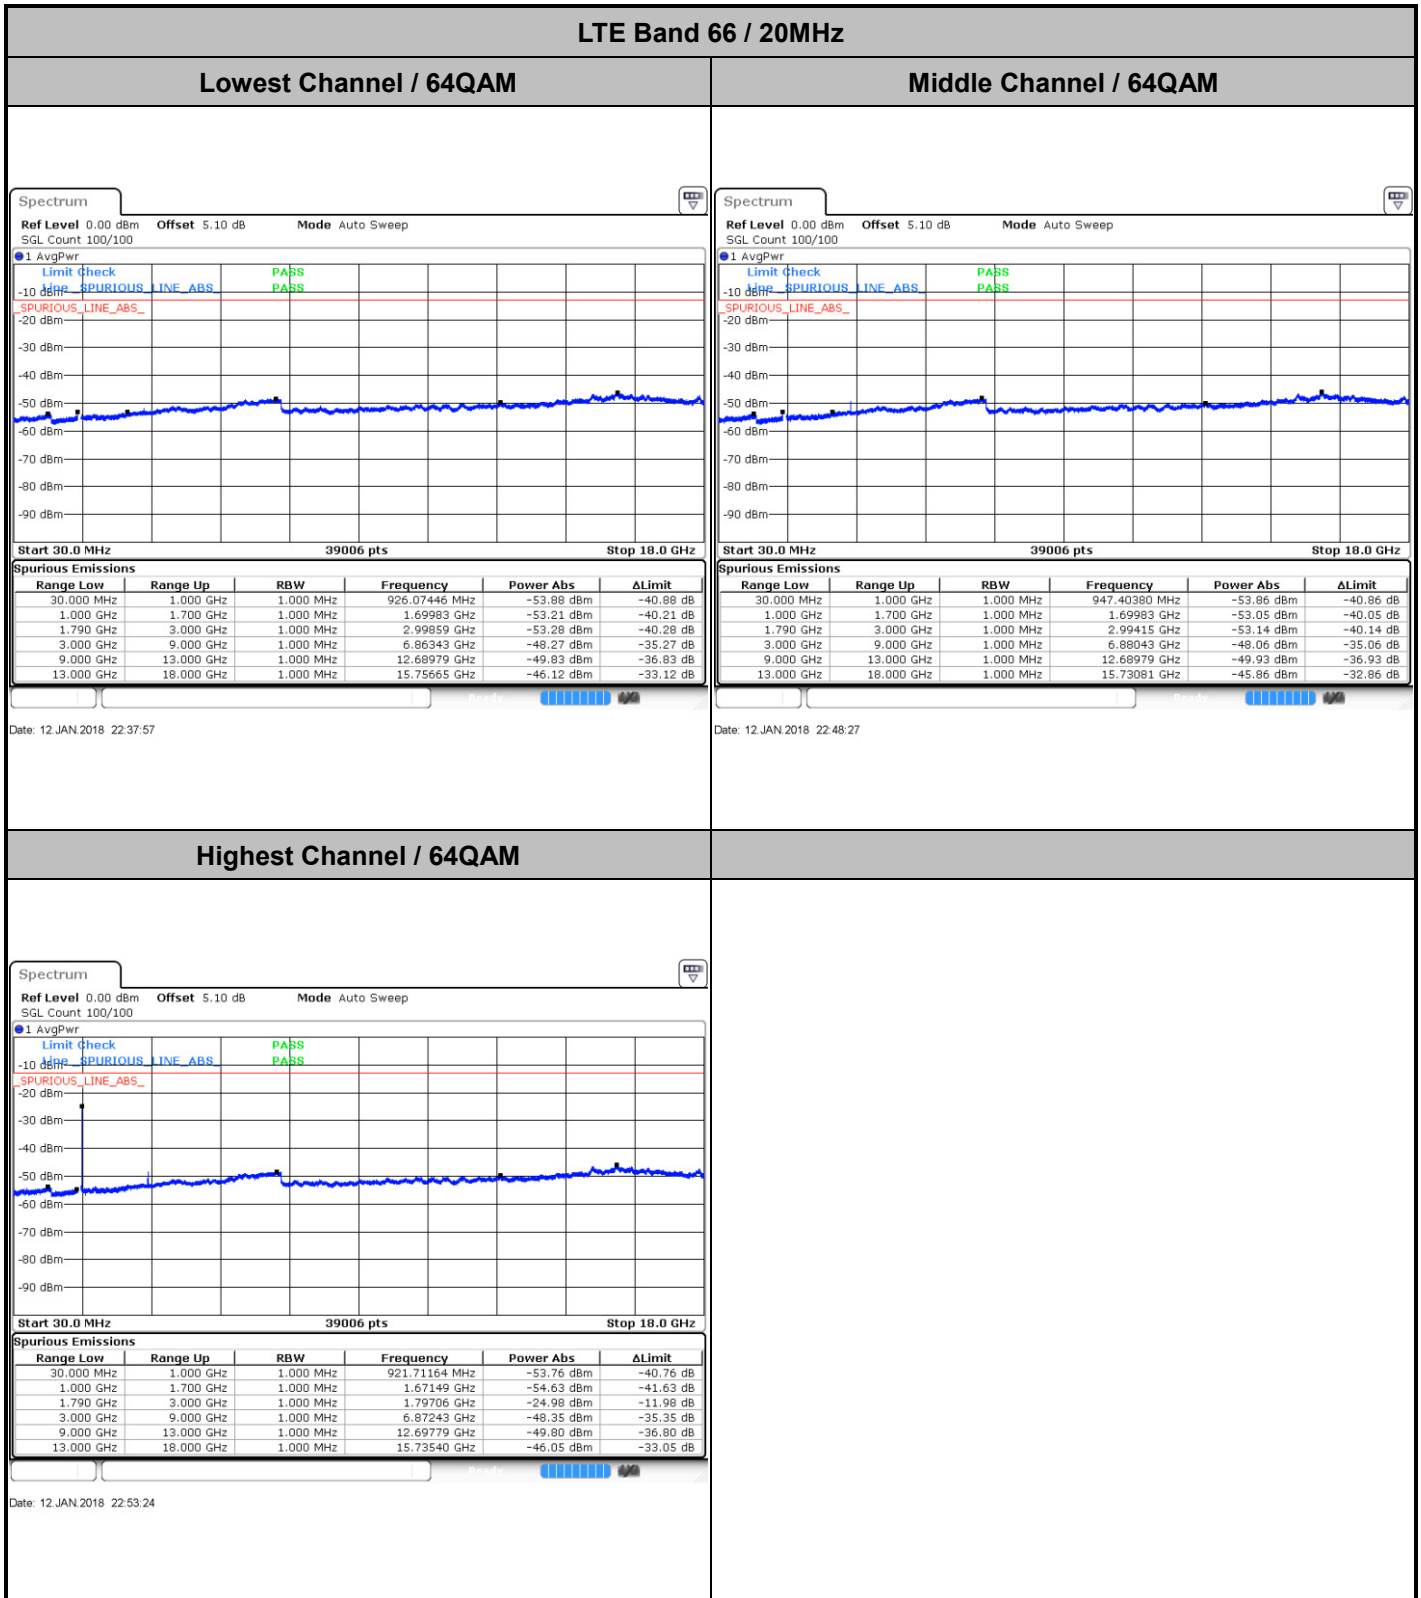 LTE Band 66 / 20MHz
Lowest Channel / 64QAM
Middle Channel / 64QAM
Spectrum
Ref Level 0.00 dBm Offset 5.10 dB Mode Auto Sweep
SGL Count 100/100
1 AvgPwr
Limit Check PASS
Line _SPURIOUS_LINE_ABS_ PASS
-10 dBm
_SPURIOUS_LINE_ABS_
-20 dBm
-30 dBm
-40 dBm
-50 dBm
-60 dBm
-70 dBm
-80 dBm
-90 dBm
Start 30.0 MHz 39006 pts Stop 18.0 GHz
Spurious Emissions
Range Low Range Up RBW Frequency Power Abs ΔLimit
30.000 MHz 1.000 GHz 1.000 MHz 926.07446 MHz -53.88 dBm -40.88 dB
1.000 GHz 1.700 GHz 1.000 MHz 1.69983 GHz -53.21 dBm -40.21 dB
1.790 GHz 3.000 GHz 1.000 MHz 2.99859 GHz -53.28 dBm -40.28 dB
3.000 GHz 9.000 GHz 1.000 MHz 6.86343 GHz -48.27 dBm -35.27 dB
9.000 GHz 13.000 GHz 1.000 MHz 12.68979 GHz -49.83 dBm -36.83 dB
13.000 GHz 18.000 GHz 1.000 MHz 15.75665 GHz -46.12 dBm -33.12 dB
Date: 12.JAN.2018 22:37:57
Spectrum
Ref Level 0.00 dBm Offset 5.10 dB Mode Auto Sweep
SGL Count 100/100
1 AvgPwr
Limit Check PASS
Line _SPURIOUS_LINE_ABS_ PASS
-10 dBm
_SPURIOUS_LINE_ABS_
-20 dBm
-30 dBm
-40 dBm
-50 dBm
-60 dBm
-70 dBm
-80 dBm
-90 dBm
Start 30.0 MHz 39006 pts Stop 18.0 GHz
Spurious Emissions
Range Low Range Up RBW Frequency Power Abs ΔLimit
30.000 MHz 1.000 GHz 1.000 MHz 947.40380 MHz -53.86 dBm -40.86 dB
1.000 GHz 1.700 GHz 1.000 MHz 1.69983 GHz -53.05 dBm -40.05 dB
1.790 GHz 3.000 GHz 1.000 MHz 2.99415 GHz -53.14 dBm -40.14 dB
3.000 GHz 9.000 GHz 1.000 MHz 6.88043 GHz -48.06 dBm -35.06 dB
9.000 GHz 13.000 GHz 1.000 MHz 12.68979 GHz -49.93 dBm -36.93 dB
13.000 GHz 18.000 GHz 1.000 MHz 15.73081 GHz -45.86 dBm -32.86 dB
Date: 12.JAN.2018 22:48:27
Highest Channel / 64QAM
Spectrum
Ref Level 0.00 dBm Offset 5.10 dB Mode Auto Sweep
SGL Count 100/100
1 AvgPwr
Limit Check PASS
Line _SPURIOUS_LINE_ABS_ PASS
-10 dBm
_SPURIOUS_LINE_ABS_
-20 dBm
-30 dBm
-40 dBm
-50 dBm
-60 dBm
-70 dBm
-80 dBm
-90 dBm
Start 30.0 MHz 39006 pts Stop 18.0 GHz
Spurious Emissions
Range Low Range Up RBW Frequency Power Abs ΔLimit
30.000 MHz 1.000 GHz 1.000 MHz 921.71164 MHz -53.76 dBm -40.76 dB
1.000 GHz 1.700 GHz 1.000 MHz 1.67149 GHz -54.63 dBm -41.63 dB
1.790 GHz 3.000 GHz 1.000 MHz 1.79706 GHz -24.98 dBm -11.98 dB
3.000 GHz 9.000 GHz 1.000 MHz 6.87243 GHz -48.35 dBm -35.35 dB
9.000 GHz 13.000 GHz 1.000 MHz 12.69779 GHz -49.80 dBm -36.80 dB
13.000 GHz 18.000 GHz 1.000 MHz 15.73540 GHz -46.05 dBm -33.05 dB
Date: 12.JAN.2018 22:53:24